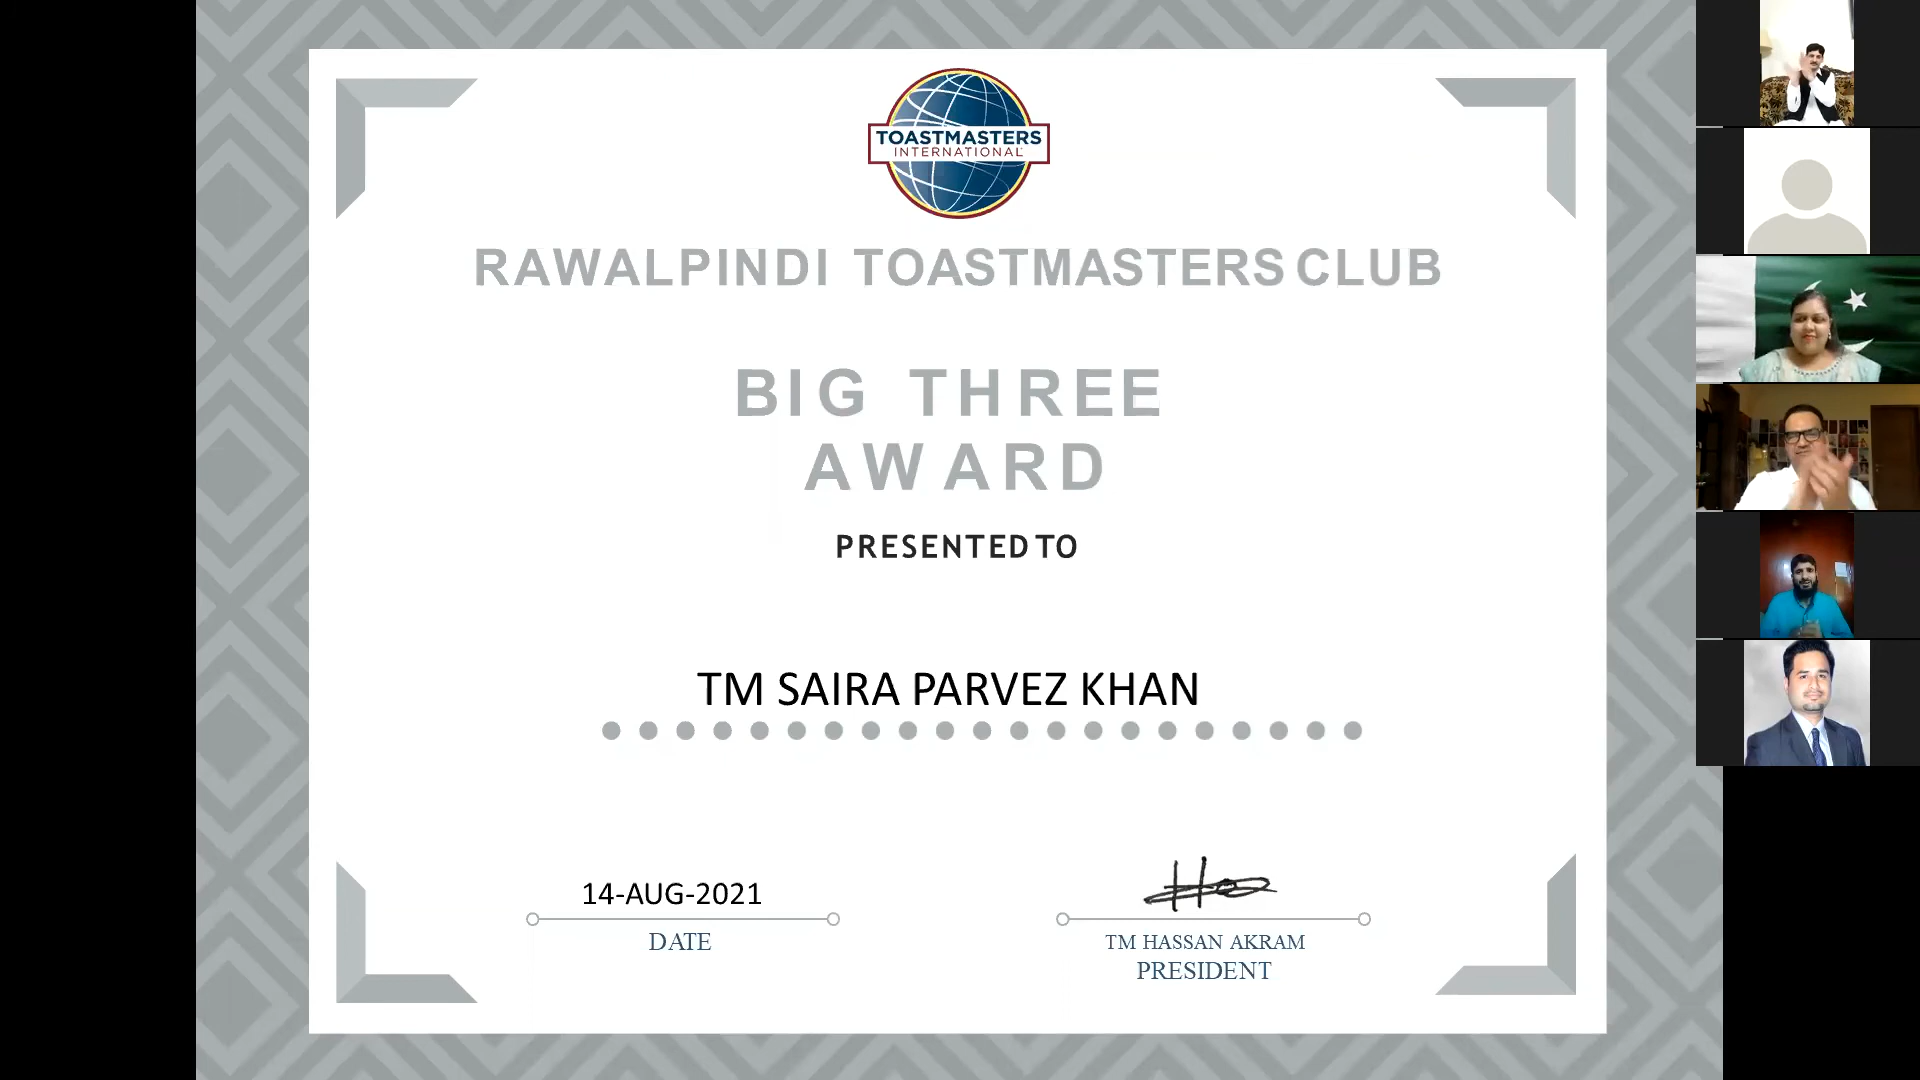 TOASTMASTERS
INTERNATIONAL
RAWALPINDI TOASTMASTERS CLUB
BIG THREE
AWARD
PRESENTED TO
TM SAIRA PARVEZ KHAN
14-AUG-2021
DATE
TM HASSAN AKRAM
PRESIDENT